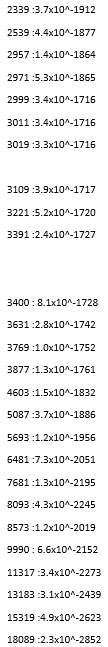 2339 :3.7x10^-1912
2539 :4.4x10^-1877
2957 :1.4x10^-1864
2971 :5.3x10^-1865
2999 :3.4x10^-1716
3011 :3.4x10^-1716
3019 :3.3x10^-1716
3109 :3.9x10^-1717
3221 :5.2x10^-1720
3391 :2.4x10^-1727
3400 : 8.1x10^-1728
3631 :2.8x10^-1742
3769 :1.0x10^-1752
3877 :1.3x10^-1761
4603 :1.5x10^-1832
5087 :3.7x10^-1886
5693 :1.2x10^-1956
6481 :7.3x10^-2051
7681 :1.3x10^-2195
8093 :4.3x10^-2245
8573 :1.2x10^-2019
9990 : 6.6x10^-2152
11317 :3.4x10^-2273
13183 :3.1x10^-2439
15319 :4.9x10^-2623
18089 :2.3x10^-2852